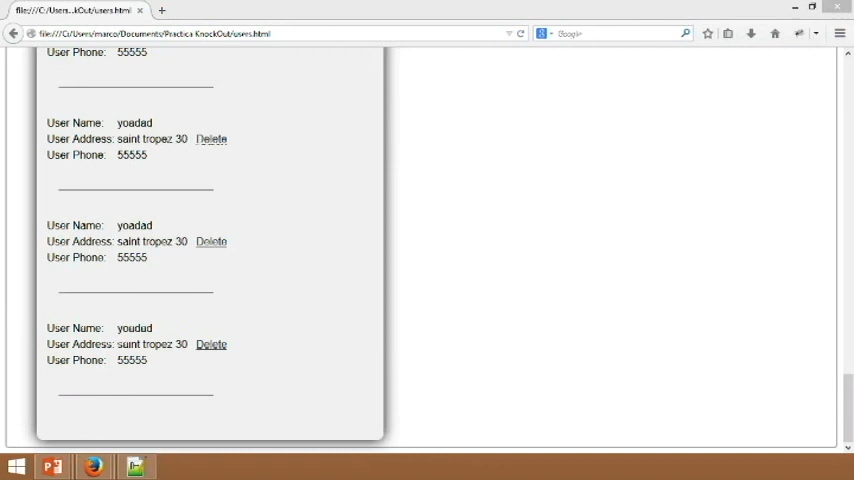 file:///C:/Users...kOut/users.html
file:///C:/Users/marco/Documents/Practica KnockOut/users.html
Google
User Phone: 55555
User Name: yoadad
User Address: saint tropez 30 Delete
User Phone: 55555
User Name: yoadad
User Address: saint tropez 30 Delete
User Phone: 55555
User Name: yoadad
User Address: saint tropez 30 Delete
User Phone: 55555